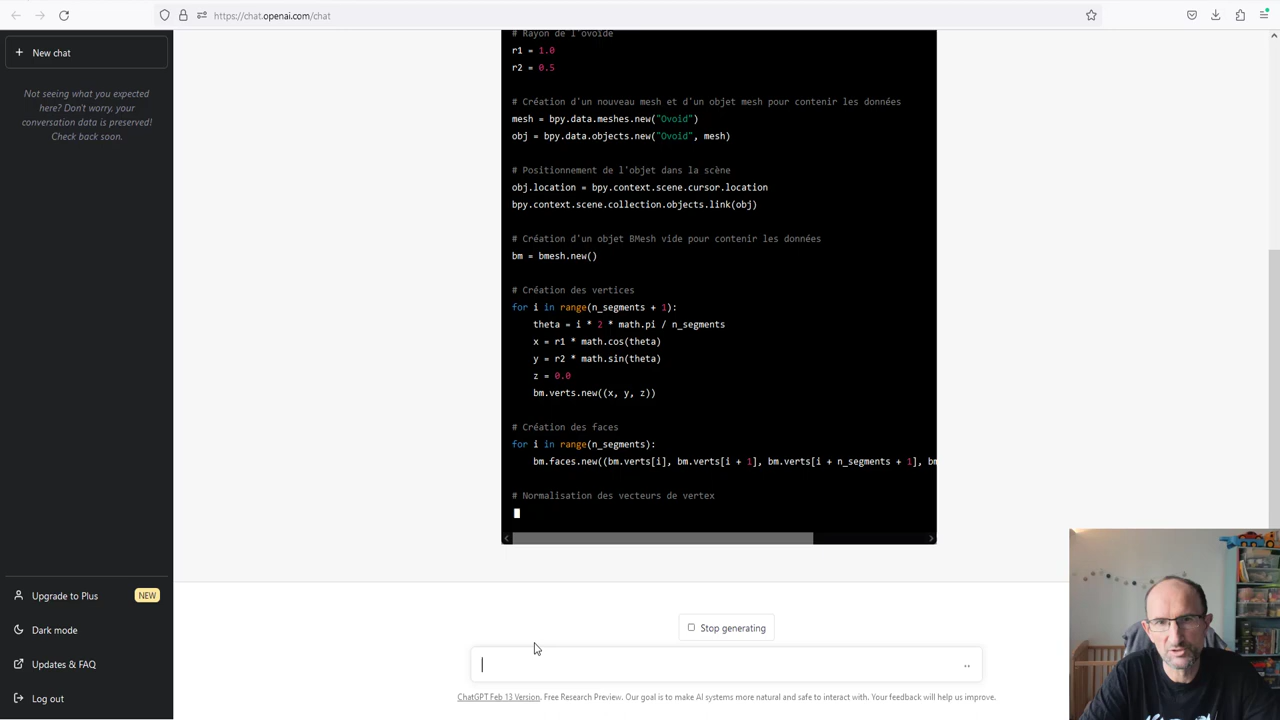 https://chat.openai.com/chat
New chat
Not seeing what you expected
here? Don't worry, your
conversation data is preserved!
Check back soon.
# Rayon de l'ovoïde
r1 = 1.0
r2 = 0.5
# Création d'un nouveau mesh et d'un objet mesh pour contenir les données
mesh = bpy.data.meshes.new("Ovoid")
obj = bpy.data.objects.new("Ovoid", mesh)
# Positionnement de l'objet dans la scène
obj.location = bpy.context.scene.cursor.location
bpy.context.scene.collection.objects.link(obj)
# Création d'un objet BMesh vide pour contenir les données
bm = bmesh.new()
# Création des vertices
for i in range(n_segments + 1):
theta = i * 2 * math.pi / n_segments
x = r1 * math.cos(theta)
y = r2 * math.sin(theta)
z = 0.0
bm.verts.new((x, y, z))
# Création des faces
for i in range(n_segments):
bm.faces.new((bm.verts[i], bm.verts[i + 1], bm.verts[i + n_segments + 1], bm
# Normalisation des vecteurs de vertex
Stop generating
Upgrade to Plus NEW
Dark mode
Updates & FAQ
Log out
ChatGPT Feb 13 Version. Free Research Preview. Our goal is to make AI systems more natural and safe to interact with. Your feedback will help us improve.